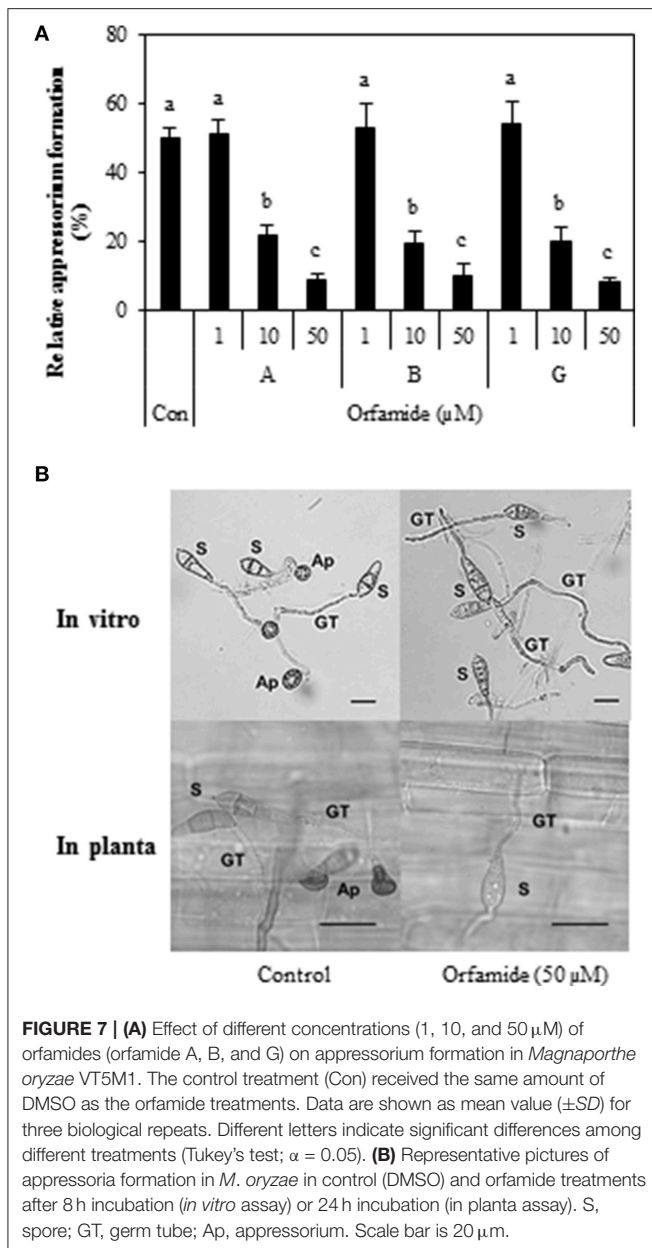 A
Relative appressorium formation
(%)
80
60
40
20
0
a
a
b
c
a
b
c
a
b
c
1
10
50
1
10
50
1
10
50
A
B
G
Con
Orfamide (µM)
B
In vitro
S
S
Ap
S
GT
Ap
GT
S
S
GT
GT
S
In planta
S
GT
GT
Ap
GT
S
Control
Orfamide (50 µM)
FIGURE 7 | (A) Effect of different concentrations (1, 10, and 50 µM) of
orfamides (orfamide A, B, and G) on appressorium formation in Magnaporthe
oryzae VT5M1. The control treatment (Con) received the same amount of
DMSO as the orfamide treatments. Data are shown as mean value (±SD) for
three biological repeats. Different letters indicate significant differences among
different treatments (Tukey's test; α = 0.05). (B) Representative pictures of
appressoria formation in M. oryzae in control (DMSO) and orfamide treatments
after 8 h incubation (in vitro assay) or 24 h incubation (in planta assay). S,
spore; GT, germ tube; Ap, appressorium. Scale bar is 20 µm.